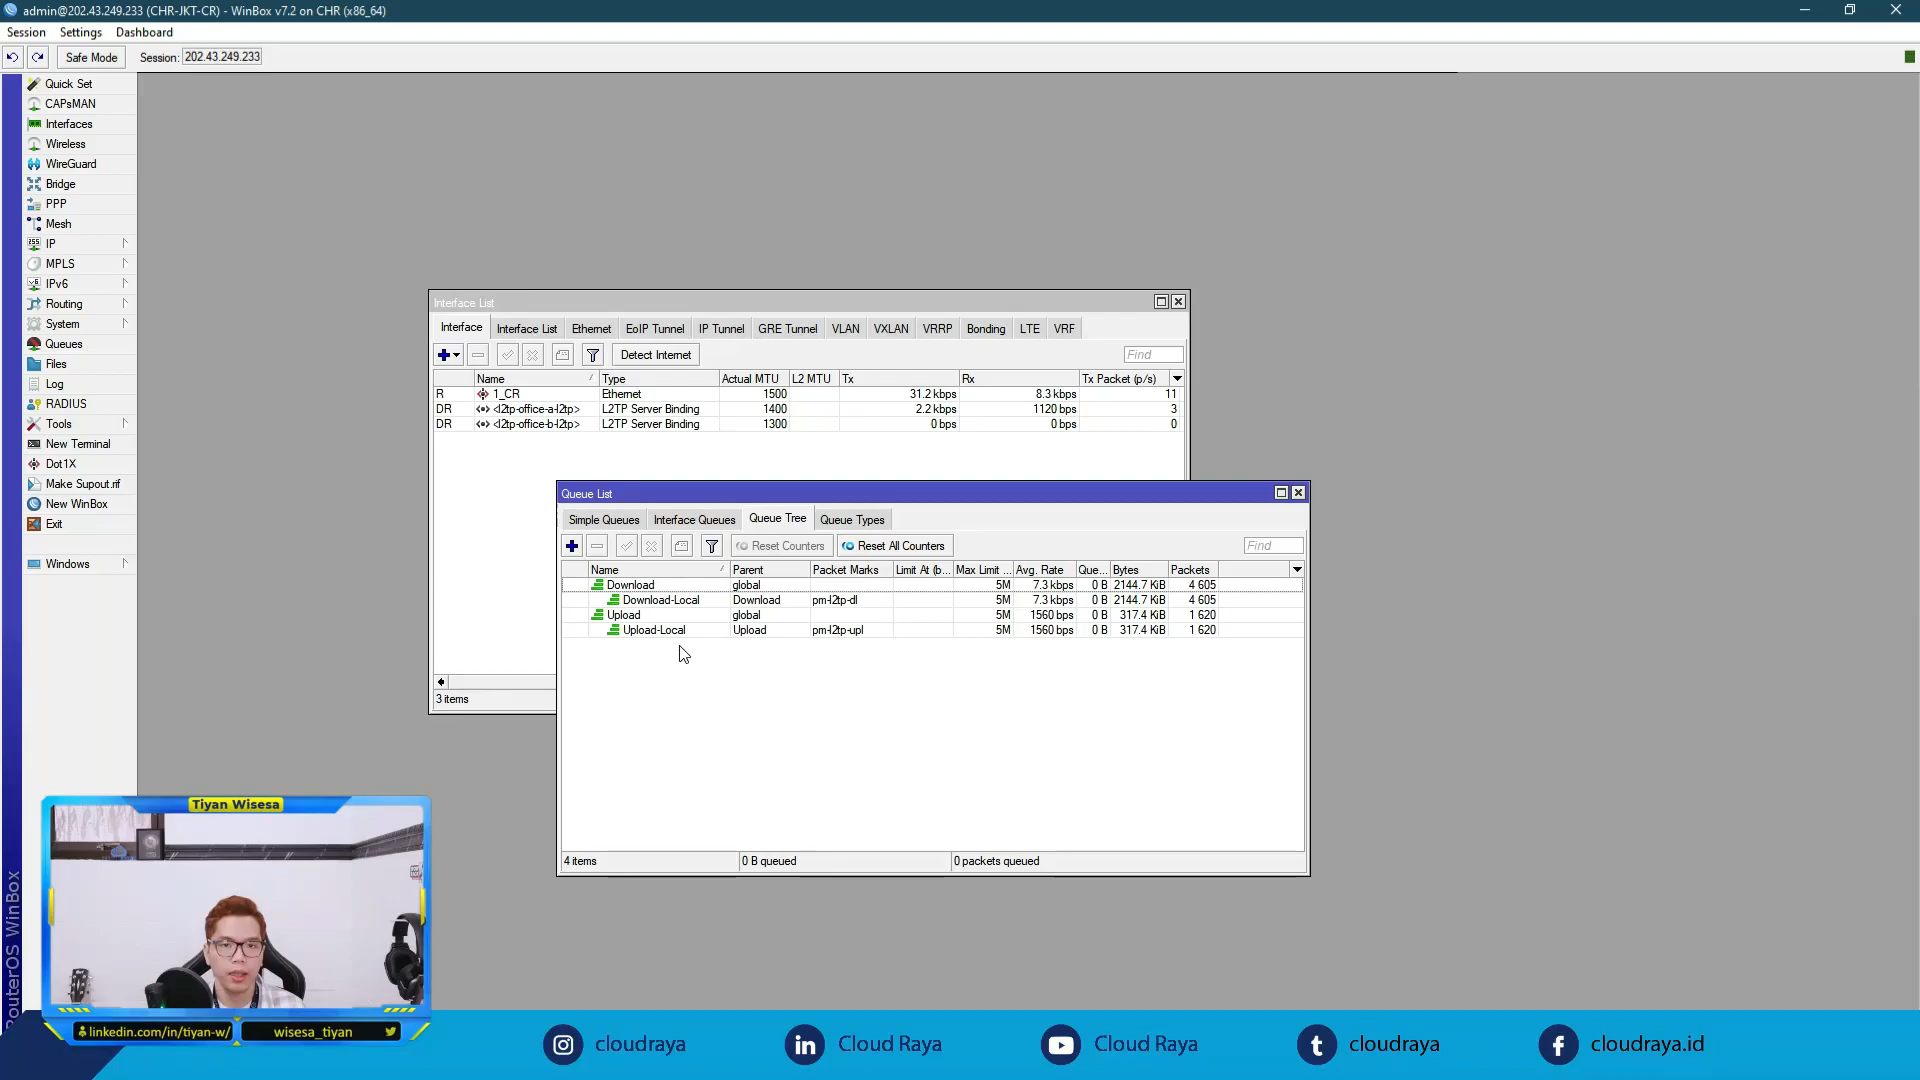 admin@202.43.249.233 (CHR-JKT-CR) - WinBox v7.2 on CHR (x86_64)
Session Settings Dashboard
Safe Mode Session: 202.43.249.233
Quick Set
CAPsMAN
Interfaces
Wireless
WireGuard
Bridge
PPP
Mesh
IP
MPLS
IPv6
Routing
System
Queues
Files
Log
RADIUS
Tools
New Terminal
Dot1X
Make Supout.rif
New WinBox
Exit
Windows
RouterOS WinBox
Interface List
Interface Interface List Ethernet EoIP Tunnel IP Tunnel GRE Tunnel VLAN VXLAN VRRP Bonding LTE VRF
Detect Internet Find
Name Type Actual MTU L2 MTU Tx Rx Tx Packet (p/s)
R 1_CR Ethernet 1500 31.2 kbps 8.3 kbps 11
DR <l2tp-office-a-l2tp> L2TP Server Binding 1400 2.2 kbps 1120 bps 3
DR <l2tp-office-b-l2tp> L2TP Server Binding 1300 0 bps 0 bps 0
3 items
Queue List
Simple Queues Interface Queues Queue Tree Queue Types
Reset Counters Reset All Counters Find
Name Parent Packet Marks Limit At (b... Max Limit ... Avg. Rate Que... Bytes Packets
Download global 5M 7.3 kbps 0 B 2144.7 KiB 4 605
Download-Local Download pm-l2tp-dl 5M 7.3 kbps 0 B 2144.7 KiB 4 605
Upload global 5M 1560 bps 0 B 317.4 KiB 1 620
Upload-Local Upload pm-l2tp-upl 5M 1560 bps 0 B 317.4 KiB 1 620
4 items 0 B queued 0 packets queued
Tiyan Wisesa
linkedin.com/in/tiyan-w/ wisesa_tiyan
cloudraya Cloud Raya Cloud Raya cloudraya cloudraya.id